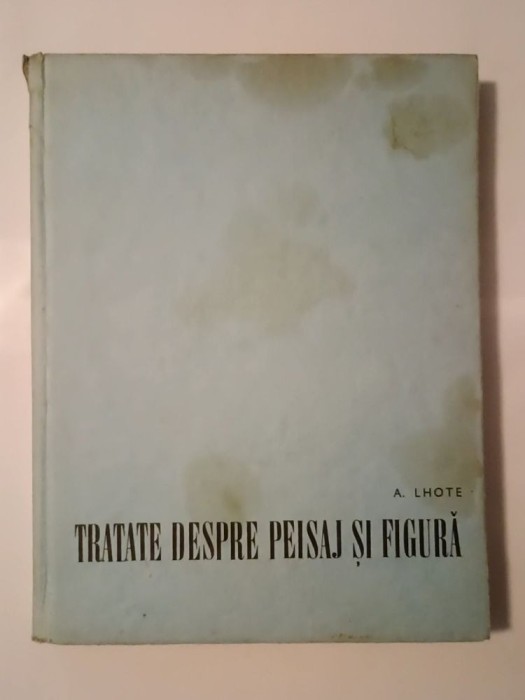 A. LHOTE
TRATATE DESPRE PEISAJ ȘI FIGURĂ